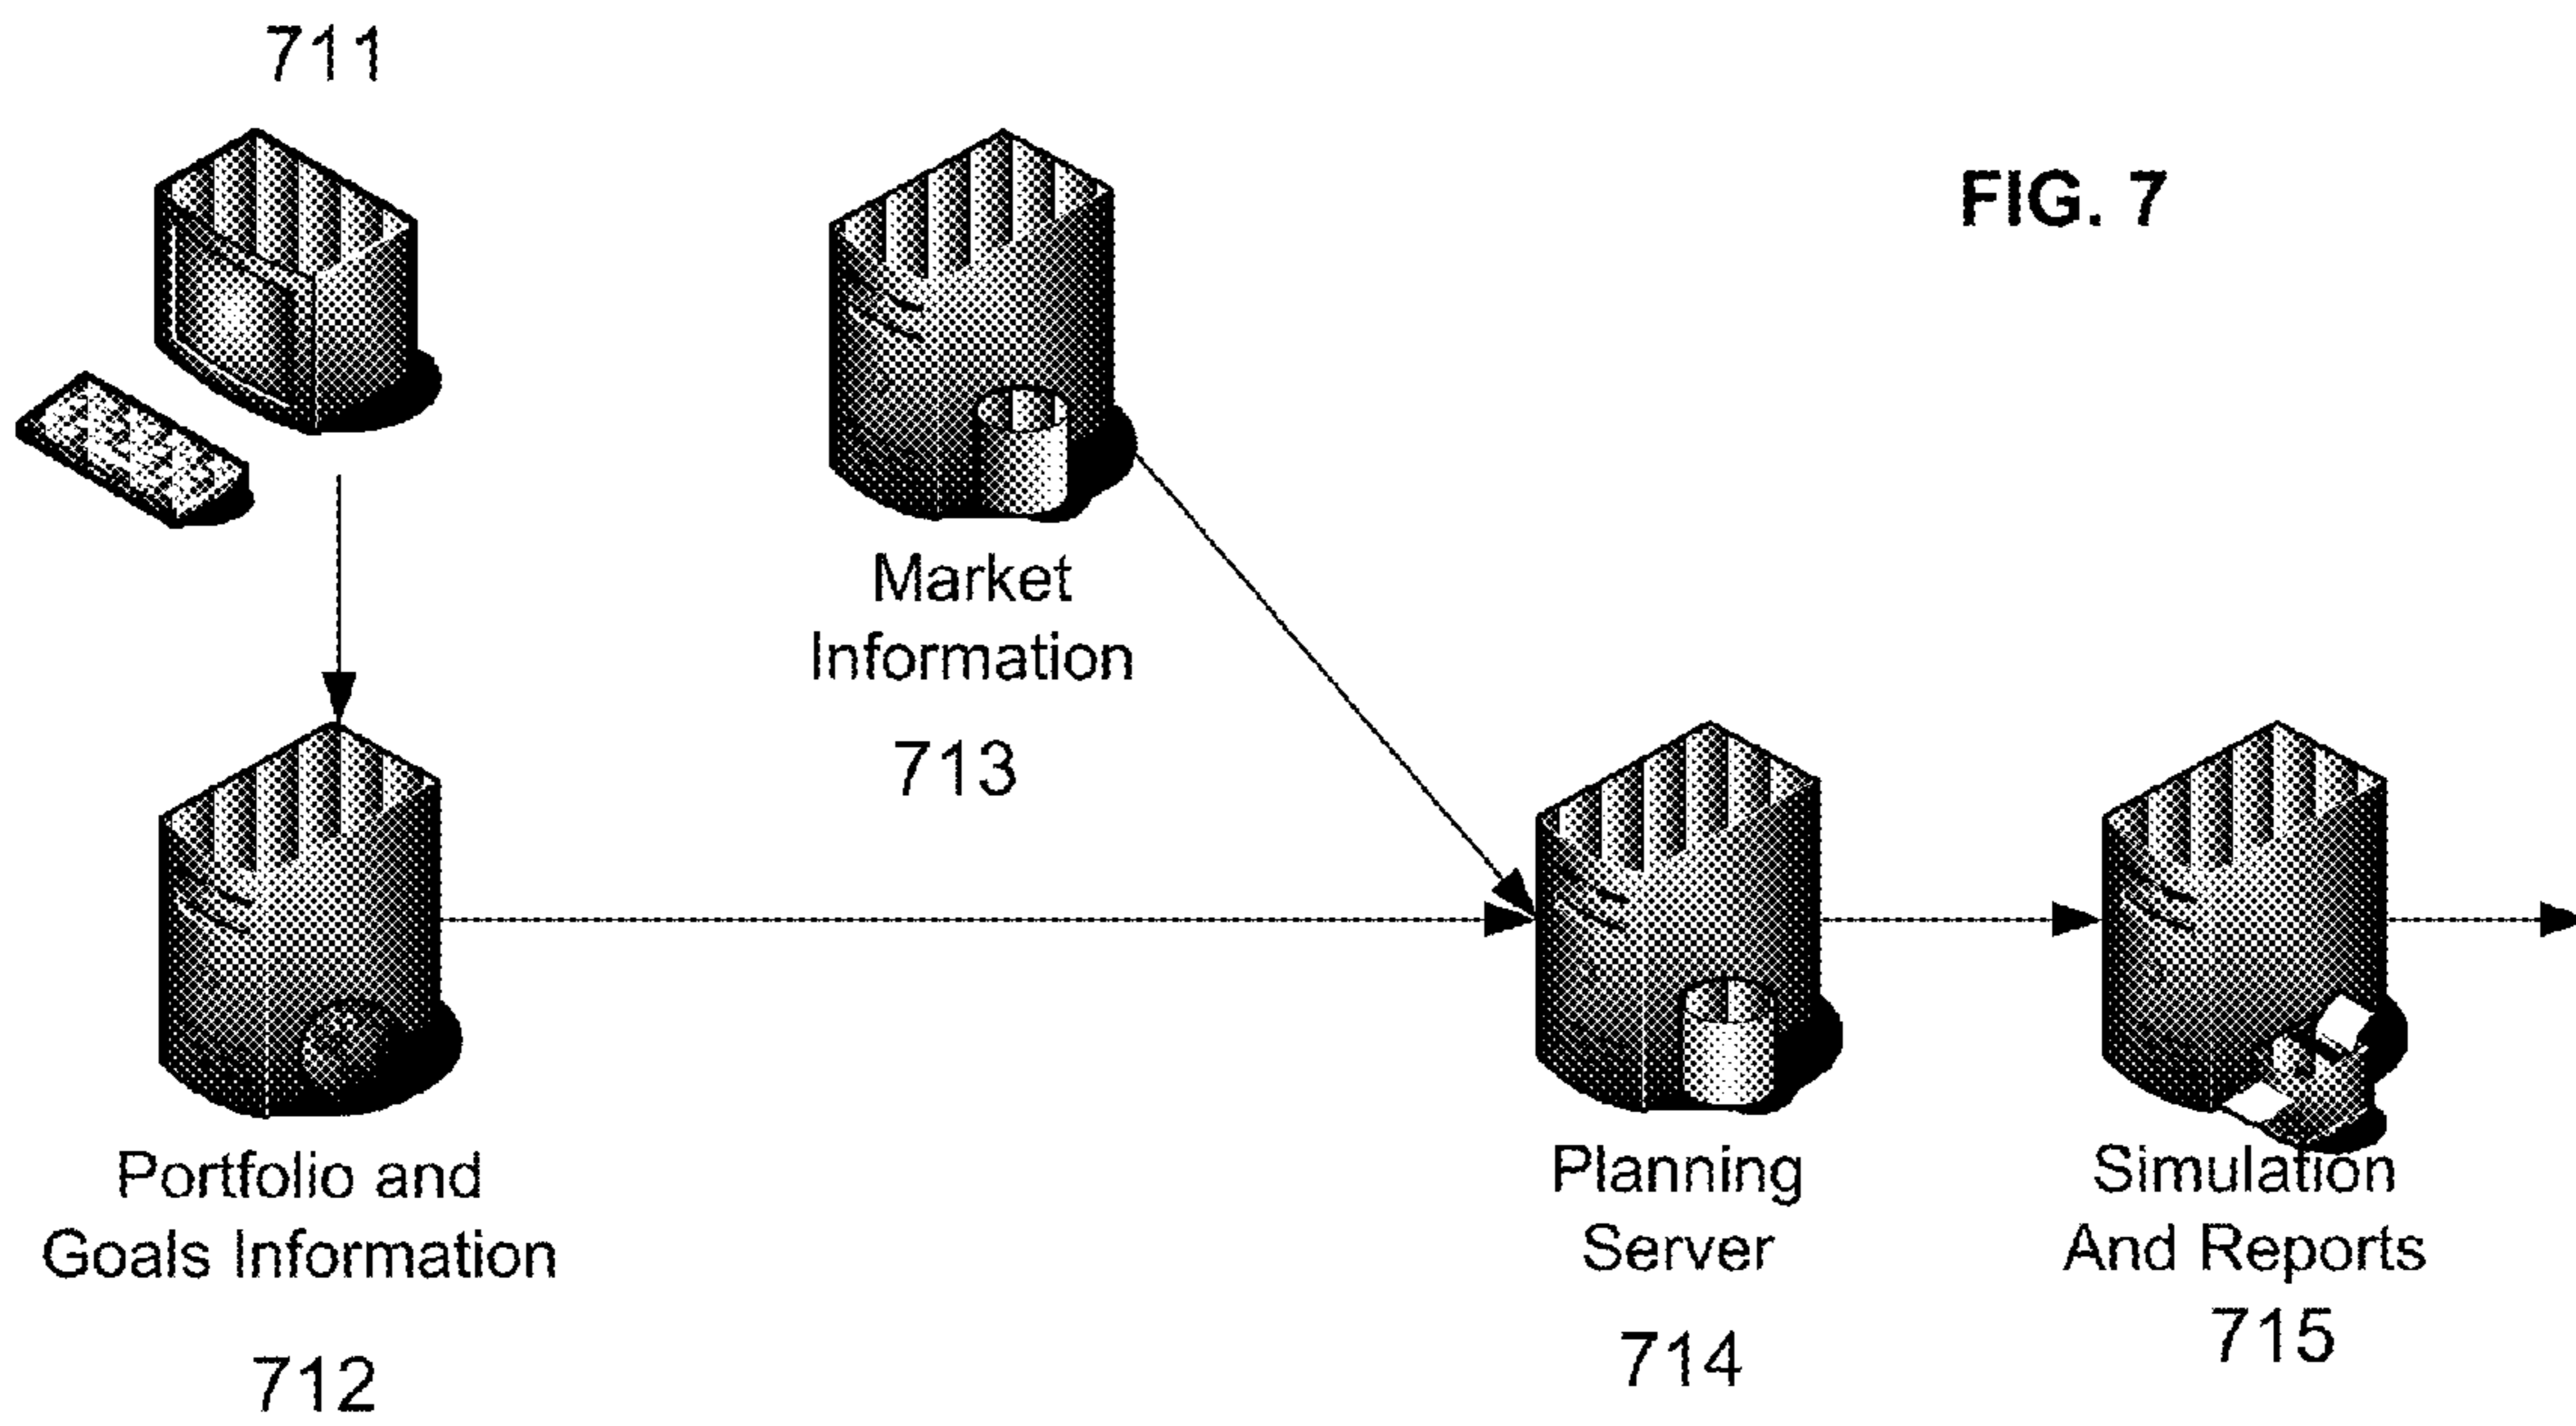 711
FIG. 7
Market
Information
713
Portfolio and
Goals Information
712
Planning
Server
714
Simulation
And Reports
715